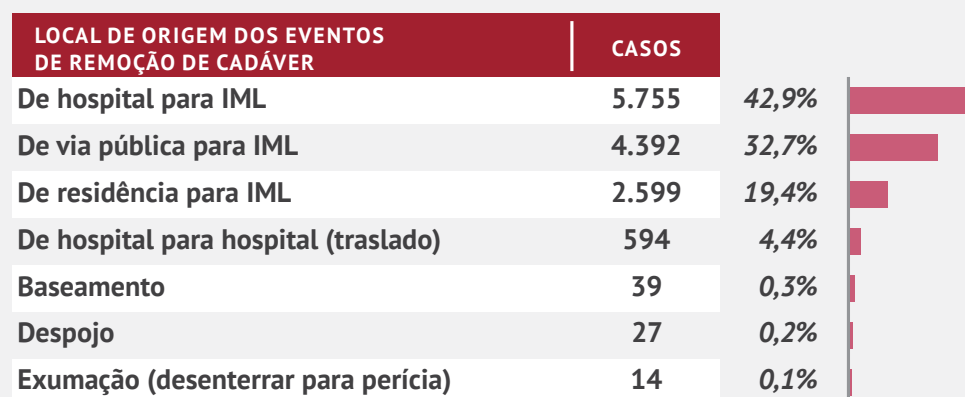 LOCAL DE ORIGEM DOS EVENTOS
DE REMOÇÃO DE CADÁVER
CASOS
De hospital para IML 5.755 42,9%
De via pública para IML 4.392 32,7%
De residência para IML 2.599 19,4%
De hospital para hospital (traslado) 594 4,4%
Baseamento 39 0,3%
Despojo 27 0,2%
Exumação (desenterrar para perícia) 14 0,1%